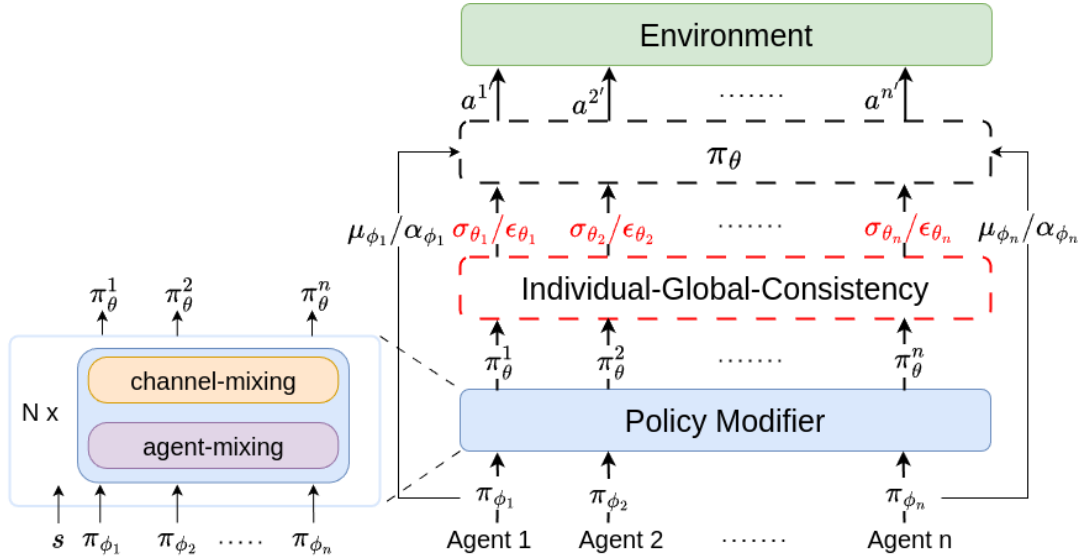 Environment
a^{1'} a^{2'} ....... a^{n'}
π_θ
μ_{ϕ_1}/α_{ϕ_1} σ_{θ_1}/ϵ_{θ_1} σ_{θ_2}/ϵ_{θ_2} ....... σ_{θ_n}/ϵ_{θ_n} μ_{ϕ_n}/α_{ϕ_n}
Individual-Global-Consistency
π_θ^1 π_θ^2 ....... π_θ^n
Policy Modifier
π_{ϕ_1} π_{ϕ_2} π_{ϕ_n}
Agent 1 Agent 2 ....... Agent n
π_θ^1 π_θ^2 π_θ^n
channel-mixing
N x
agent-mixing
s π_{ϕ_1} π_{ϕ_2} ..... π_{ϕ_n}